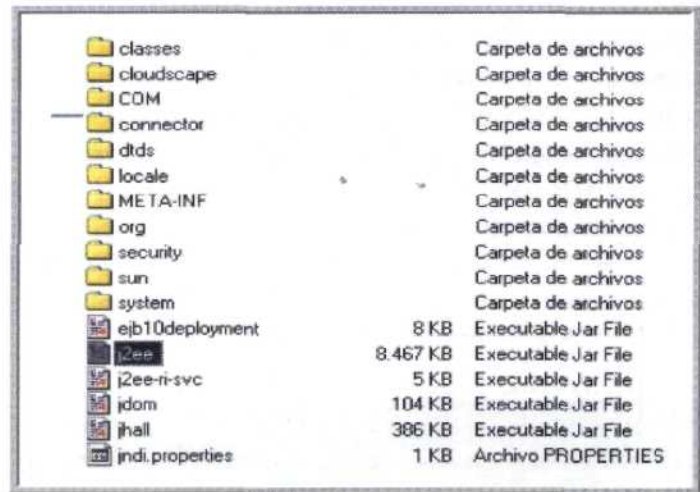 classes Carpeta de archivos
cloudscape Carpeta de archivos
COM Carpeta de archivos
connector Carpeta de archivos
dtds Carpeta de archivos
locale Carpeta de archivos
META-INF Carpeta de archivos
org Carpeta de archivos
security Carpeta de archivos
sun Carpeta de archivos
system Carpeta de archivos
ejb10deployment 8 KB Executable Jar File
j2ee 8.467 KB Executable Jar File
j2ee-ri-svc 5 KB Executable Jar File
jdom 104 KB Executable Jar File
jhall 386 KB Executable Jar File
jndi.properties 1 KB Archivo PROPERTIES